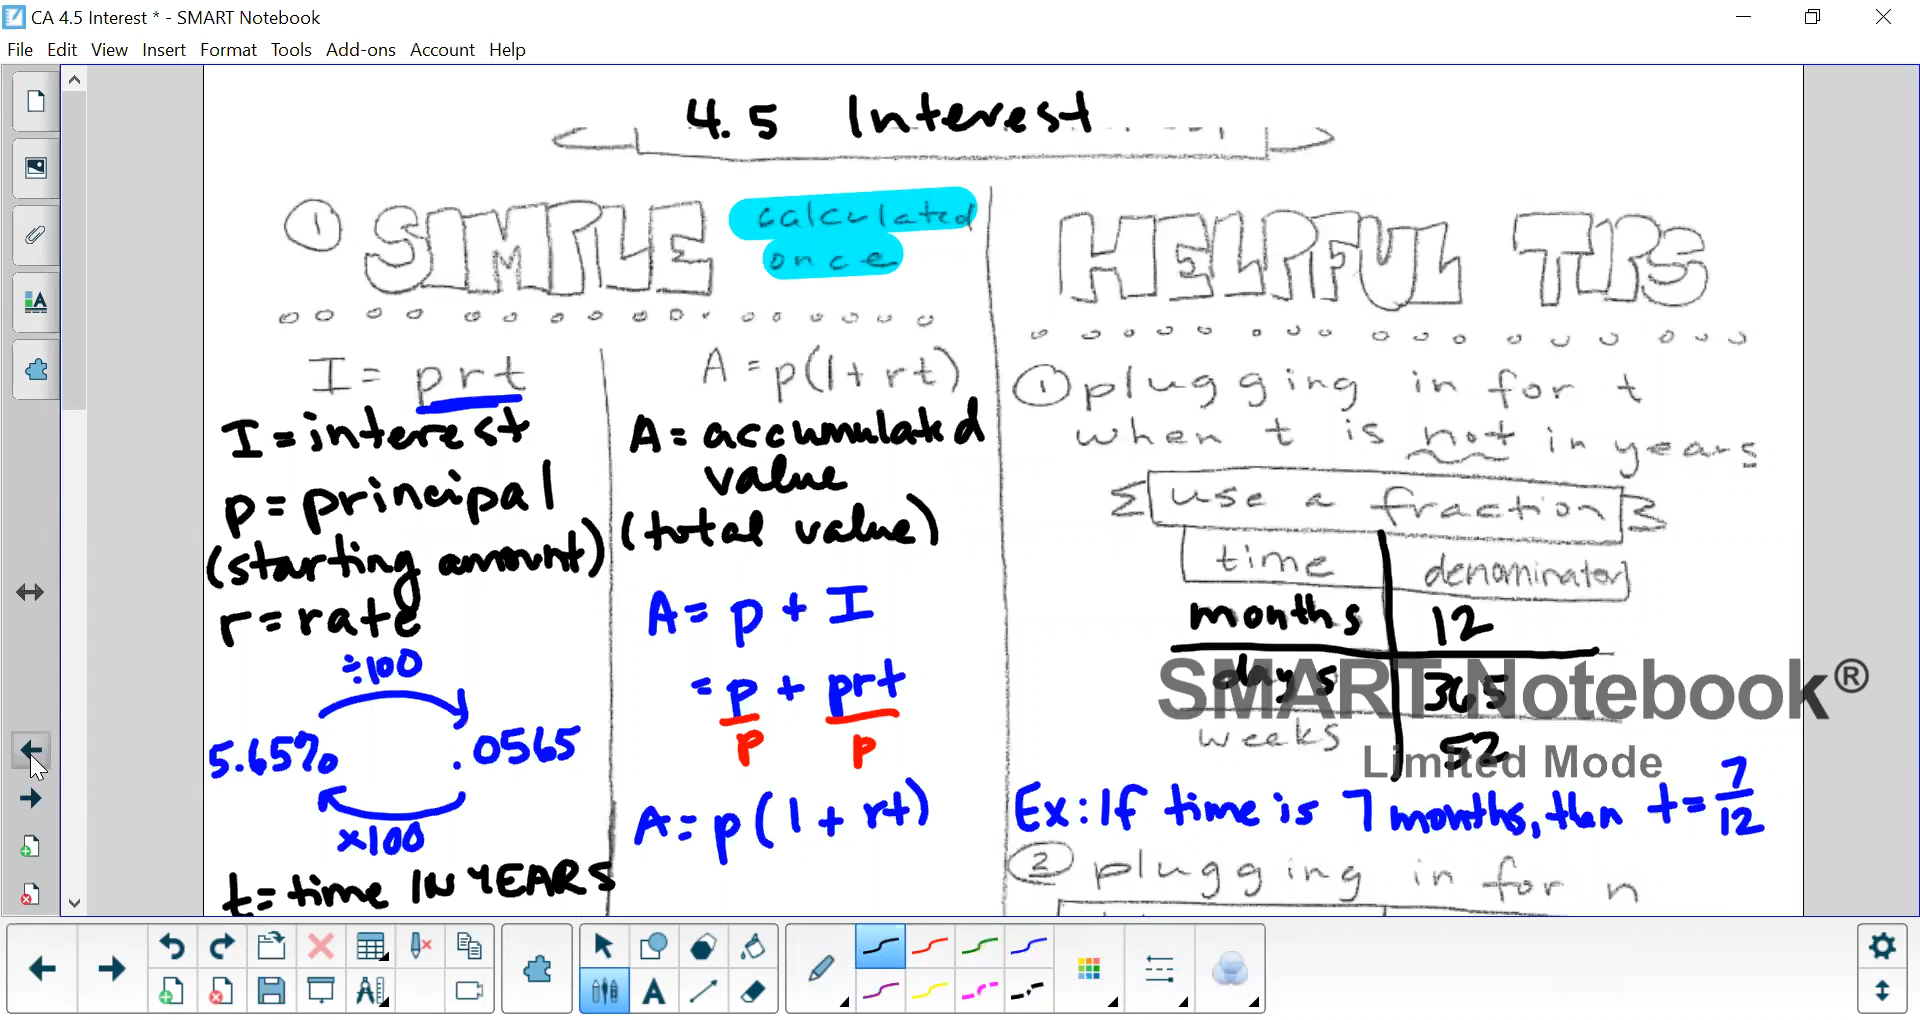 CA 4.5 Interest * - SMART Notebook
File Edit View Insert Format Tools Add-ons Account Help
4.5 Interest
① SIMPLE calculated
once
I = prt
I = interest
p = principal
(starting amount)
r = rate
÷100
5.65% .0565
×100
t = time IN YEARS
A = p(1 + rt)
A = accumulated
value
(total value)
A = p + I
= p + prt
p p
A = p(1 + rt)
HELPFUL TIPS
① plugging in for t
when t is not in years
use a fraction
time denominator
months 12
days 365
weeks 52
SMART Notebook®
Limited Mode
Ex: If time is 7 months, then t = 7/12
② plugging in for n